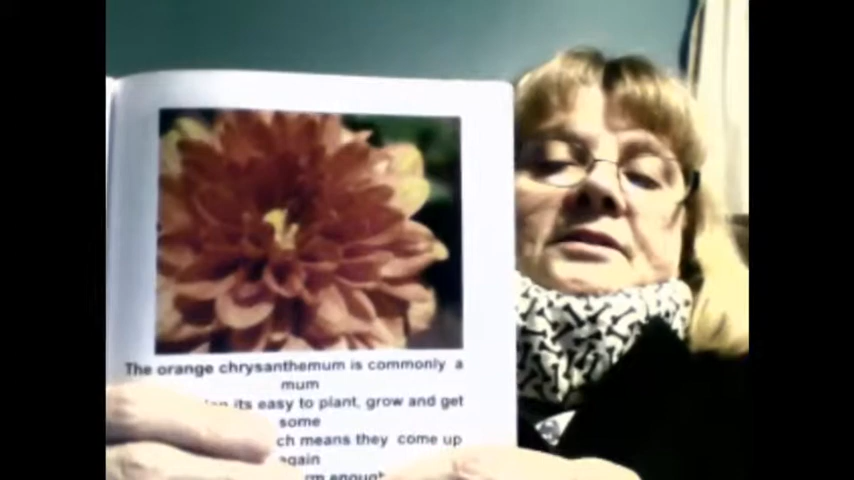 The orange chrysanthemum is commonly a
mum
its easy to plant, grow and get
some
means they come up
again
enough